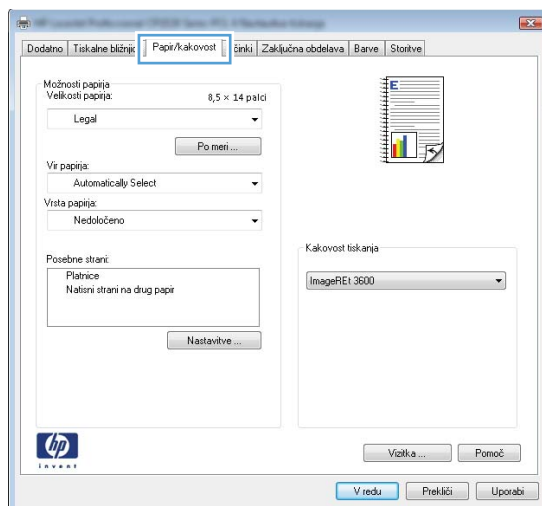 Dodatno Tiskalne bližnjic Papir/kakovost činki Zaključna obdelava Barve Storitve
Možnosti papirja
Velikosti papirja: 8,5 × 14 palci
Legal
Po meri ...
Vir papirja:
Automatically Select
Vrsta papirja:
Nedoločeno
Posebne strani:
Platnice
Natisni strani na drug papir
Nastavitve ...
E
Kakovost tiskanja
ImageREt 3600
hp
invent
Vizitka ... Pomoč
V redu Prekliči Uporabi